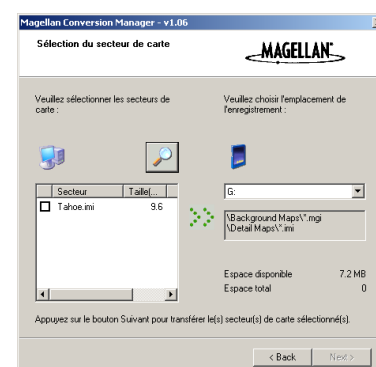 Magellan Conversion Manager - v1.06
Sélection du secteur de carte
MAGELLAN
Veuillez sélectionner les secteurs de
carte :
Veuillez choisir l'emplacement de
l'enregistrement :
Secteur Taille(...
Tahoe.imi 9.6
G:
\Background Maps\*.mgi
\Detail Maps\*.imi
Espace disponible 7.2 MB
Espace total 0
Appuyez sur le bouton Suivant pour transférer le(s) secteur(s) de carte sélectionné(s).
< Back Next >